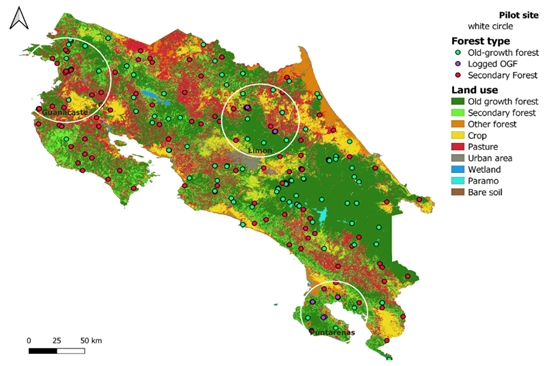 Pilot site
white circle
Forest type
Old-growth forest
Logged OGF
Secondary Forest
Land use
Old growth forest
Secondary forest
Other forest
Crop
Pasture
Urban area
Wetland
Paramo
Bare soil
Guanacaste
Limon
Puntarenas
0 25 50 km